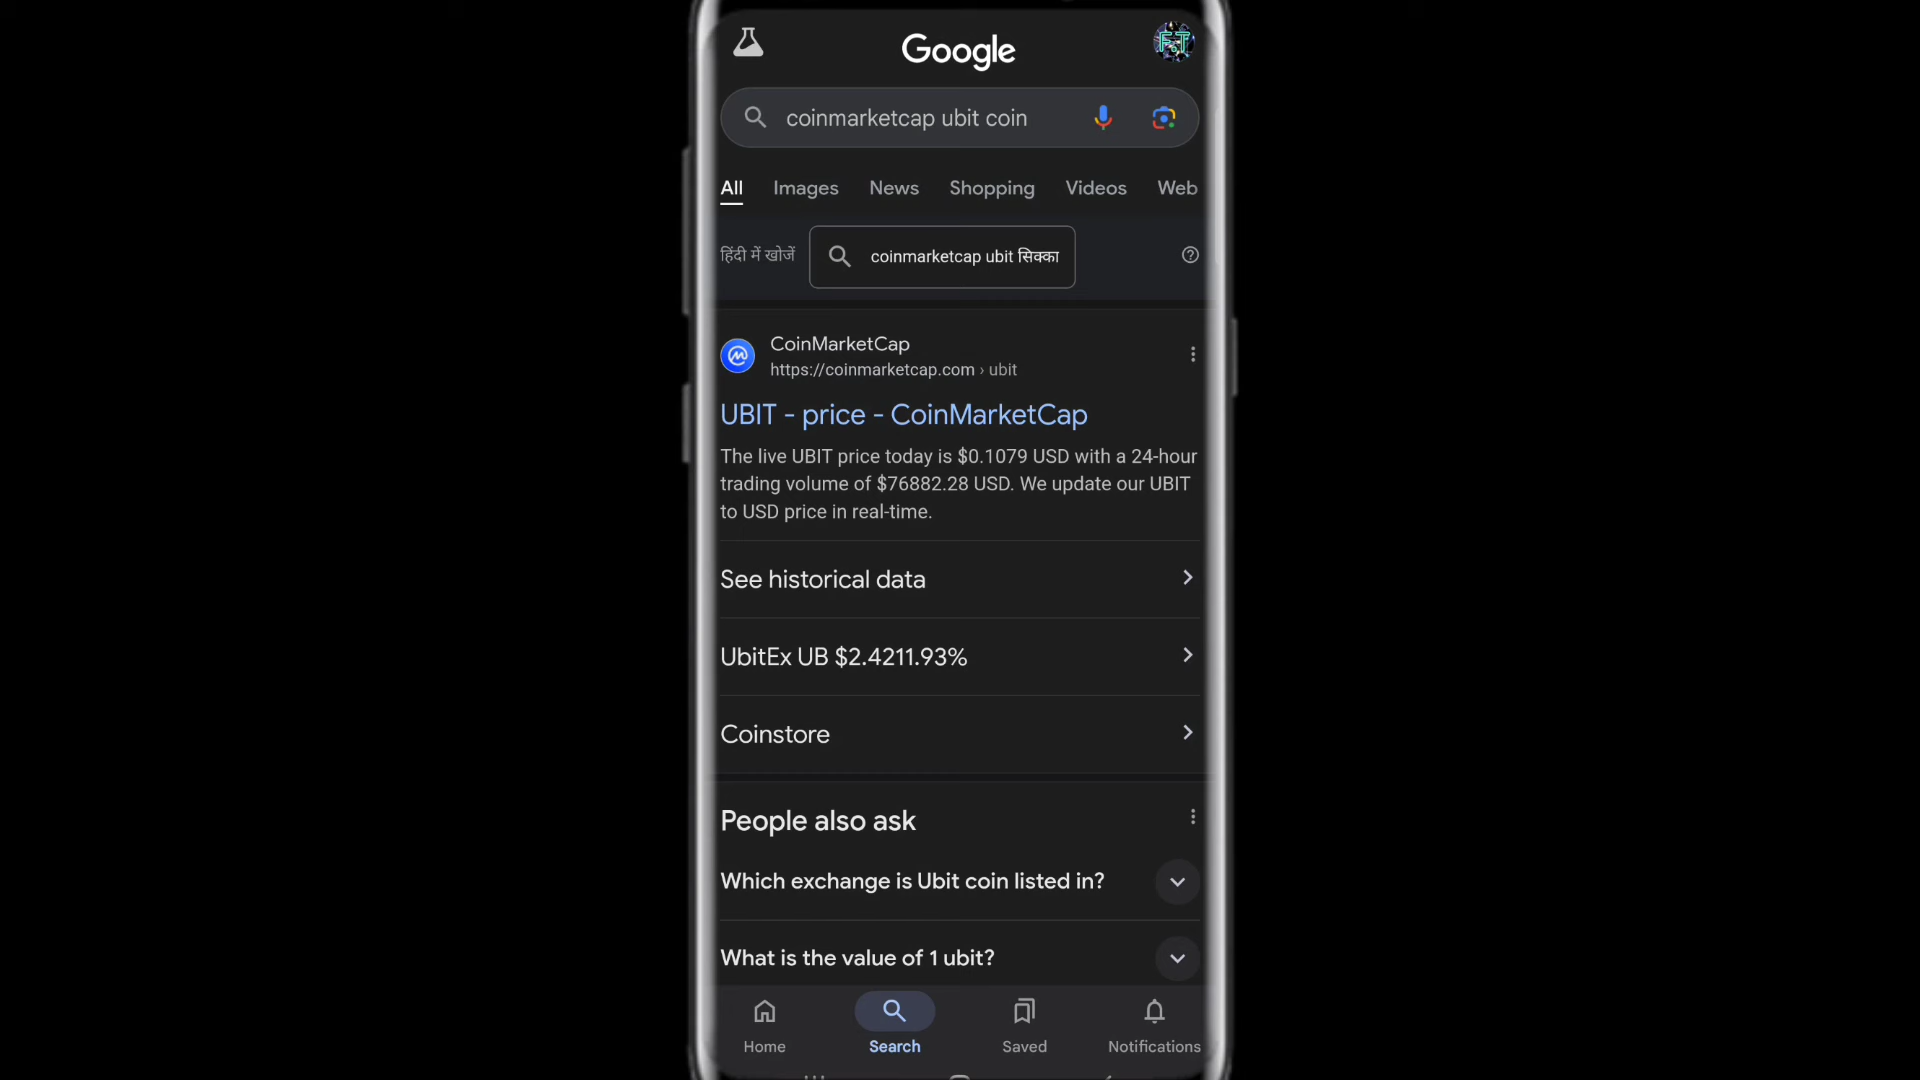 Google
F.T
coinmarketcap ubit coin
All Images News Shopping Videos Web
हिंदी में खोजें coinmarketcap ubit सिक्का
CoinMarketCap
https://coinmarketcap.com › ubit
UBIT - price - CoinMarketCap
The live UBIT price today is $0.1079 USD with a 24-hour
trading volume of $76882.28 USD. We update our UBIT
to USD price in real-time.
See historical data
UbitEx UB $2.4211.93%
Coinstore
People also ask
Which exchange is Ubit coin listed in?
What is the value of 1 ubit?
Home Search Saved Notifications